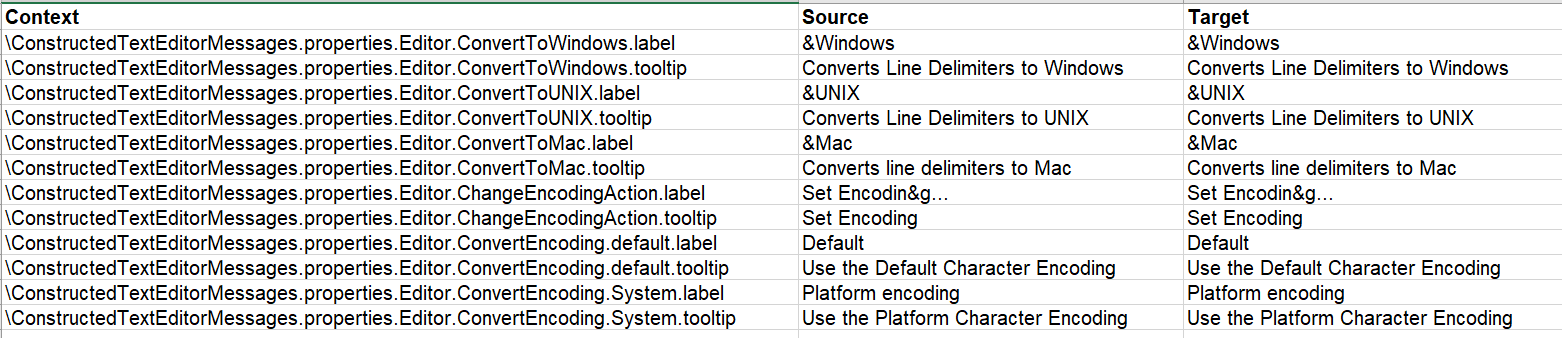 Context Source Target
\ConstructedTextEditorMessages.properties.Editor.ConvertToWindows.label &Windows &Windows
\ConstructedTextEditorMessages.properties.Editor.ConvertToWindows.tooltip Converts Line Delimiters to Windows Converts Line Delimiters to Windows
\ConstructedTextEditorMessages.properties.Editor.ConvertToUNIX.label &UNIX &UNIX
\ConstructedTextEditorMessages.properties.Editor.ConvertToUNIX.tooltip Converts Line Delimiters to UNIX Converts Line Delimiters to UNIX
\ConstructedTextEditorMessages.properties.Editor.ConvertToMac.label &Mac &Mac
\ConstructedTextEditorMessages.properties.Editor.ConvertToMac.tooltip Converts line delimiters to Mac Converts line delimiters to Mac
\ConstructedTextEditorMessages.properties.Editor.ChangeEncodingAction.label Set Encodin&g... Set Encodin&g...
\ConstructedTextEditorMessages.properties.Editor.ChangeEncodingAction.tooltip Set Encoding Set Encoding
\ConstructedTextEditorMessages.properties.Editor.ConvertEncoding.default.label Default Default
\ConstructedTextEditorMessages.properties.Editor.ConvertEncoding.default.tooltip Use the Default Character Encoding Use the Default Character Encoding
\ConstructedTextEditorMessages.properties.Editor.ConvertEncoding.System.label Platform encoding Platform encoding
\ConstructedTextEditorMessages.properties.Editor.ConvertEncoding.System.tooltip Use the Platform Character Encoding Use the Platform Character Encoding